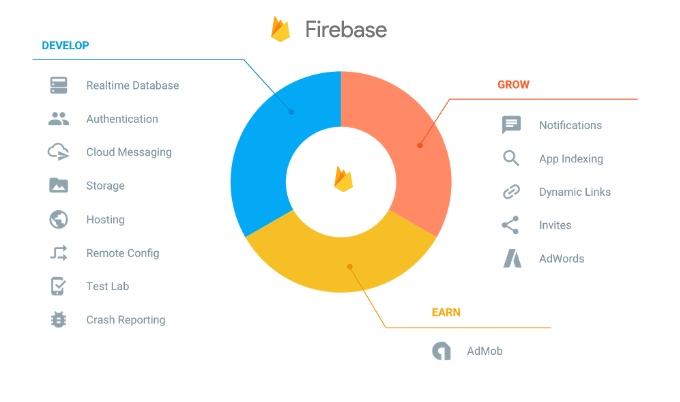 Firebase
DEVELOP
Realtime Database
Authentication
Cloud Messaging
Storage
Hosting
Remote Config
Test Lab
Crash Reporting
GROW
Notifications
App Indexing
Dynamic Links
Invites
AdWords
EARN
AdMob